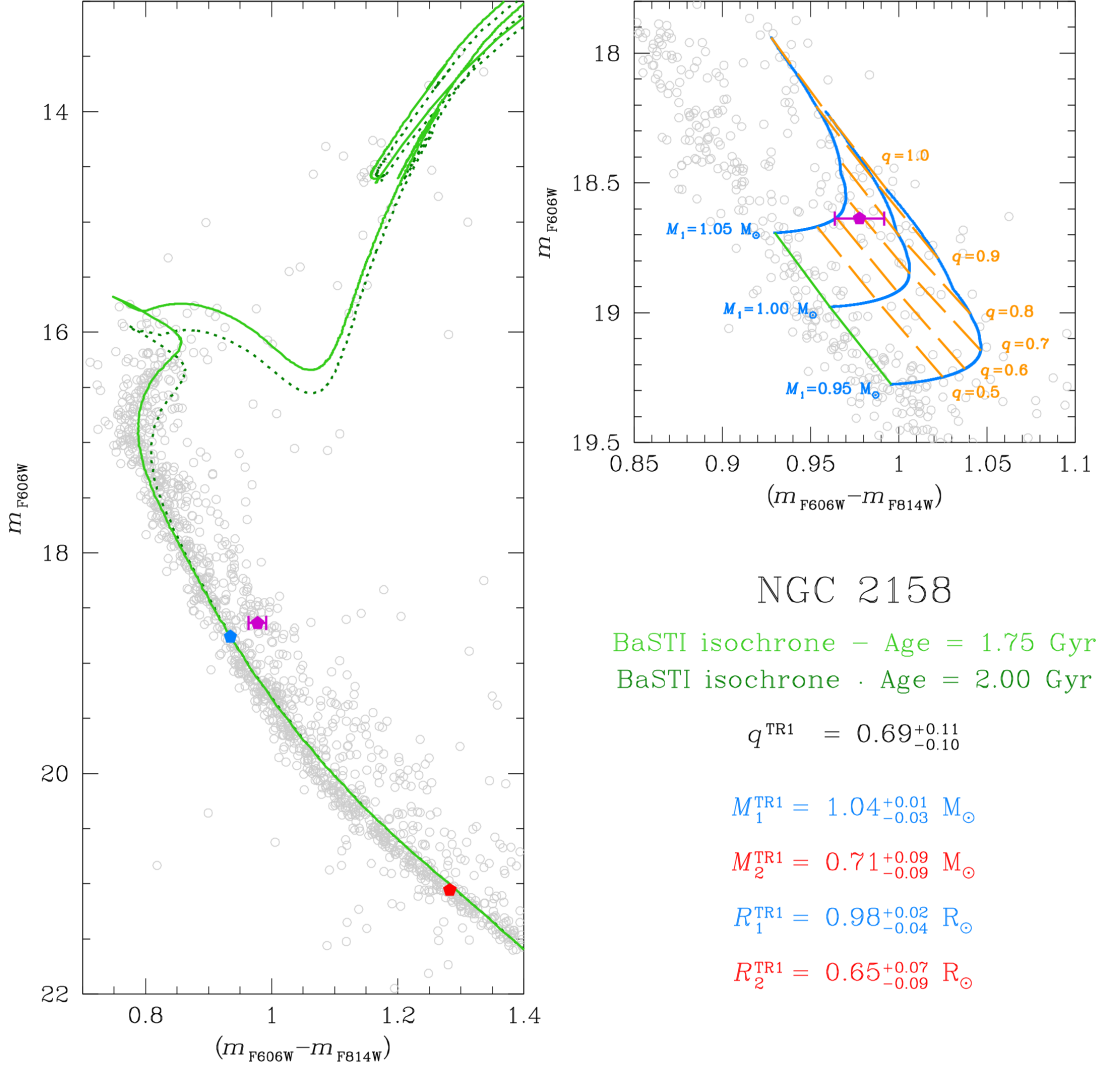 14
16
18
20
22
0.8 1 1.2 1.4
m_F606W
(m_F606W−m_F814W)
18
18.5
19
19.5
0.85 0.9 0.95 1 1.05 1.1
m_F606W
(m_F606W−m_F814W)
q=1.0
M₁=1.05 M⊙
q=0.9
M₁=1.00 M⊙
q=0.8
q=0.7
q=0.6
M₁=0.95 M⊙
q=0.5
NGC 2158
BaSTI isochrone − Age = 1.75 Gyr
BaSTI isochrone · Age = 2.00 Gyr
q^TR1 = 0.69 +0.11 −0.10
M₁^TR1 = 1.04 +0.01 −0.03 M⊙
M₂^TR1 = 0.71 +0.09 −0.09 M⊙
R₁^TR1 = 0.98 +0.02 −0.04 R⊙
R₂^TR1 = 0.65 +0.07 −0.09 R⊙